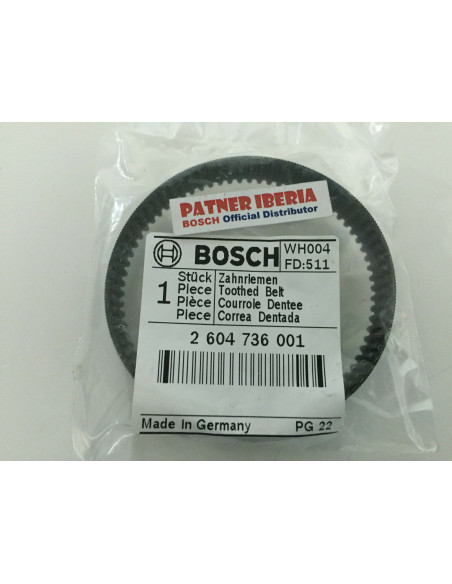 PATNER IBERIA
BOSCH Official Distributor
BOSCH
WH004
FD:511
1
Stück Zahnriemen
Piece Toothed Belt
Pièce Courroie Dentee
Piece Correa Dentada
2 604 736 001
Made In Germany PG 22